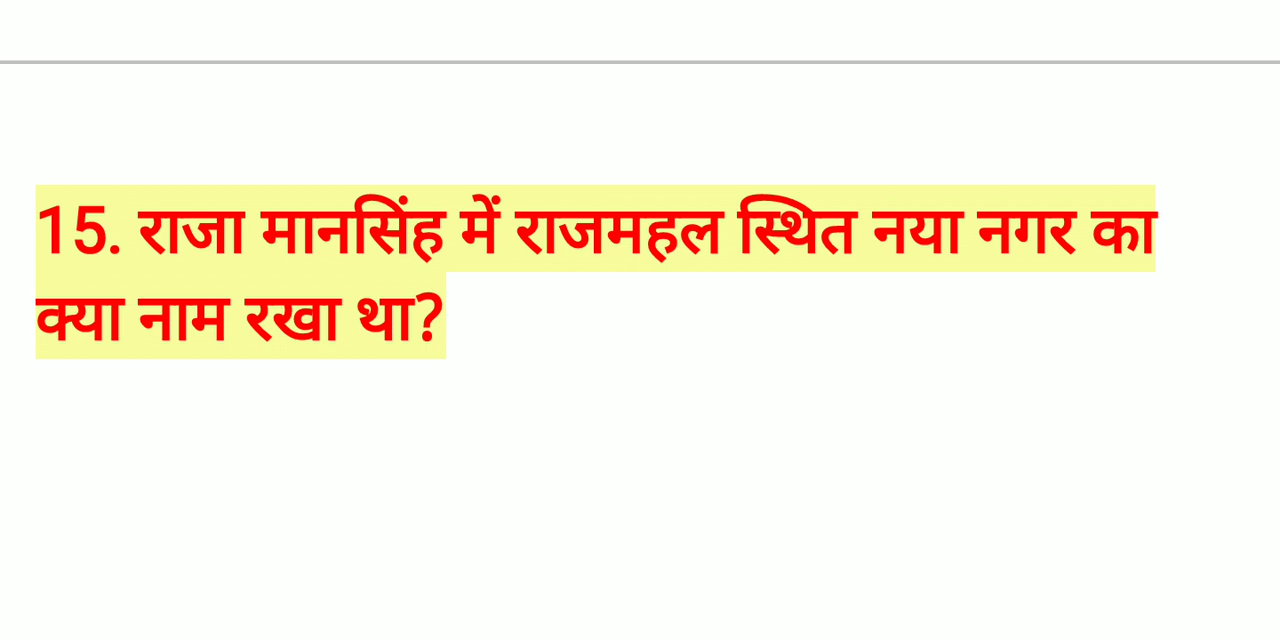 15. राजा मानसिंह में राजमहल स्थित नया नगर का
क्या नाम रखा था?